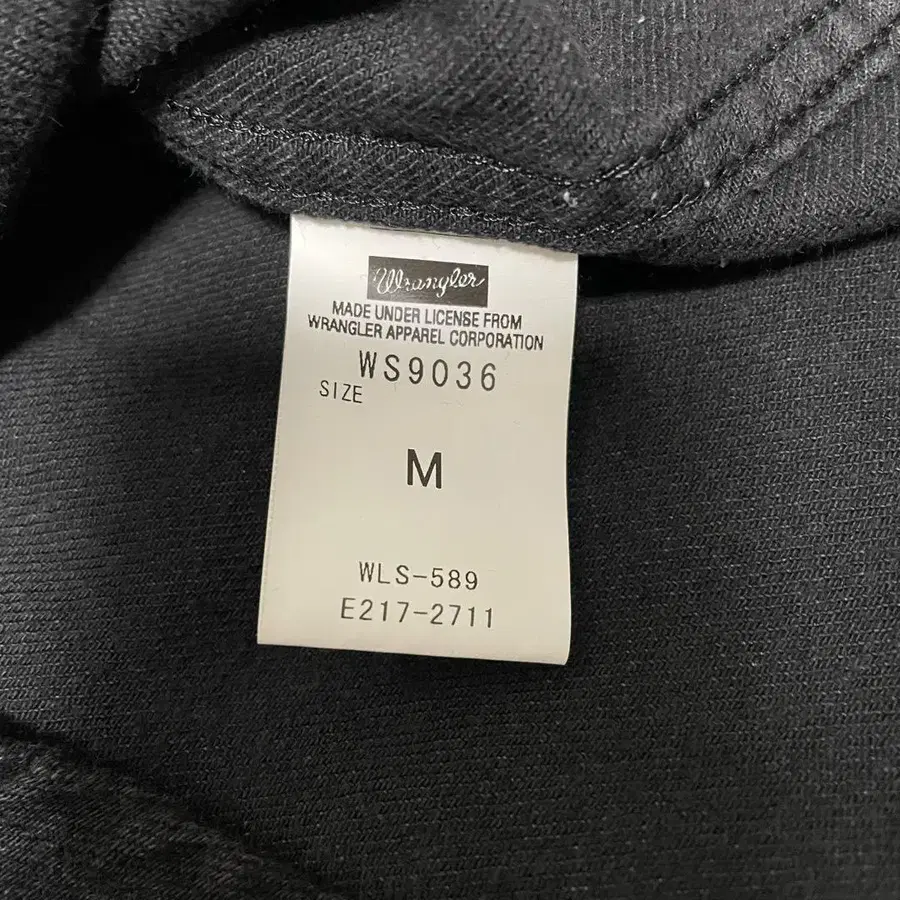 Wrangler
MADE UNDER LICENSE FROM
WRANGLER APPAREL CORPORATION
WS9036
SIZE
M
WLS-589
E217-2711